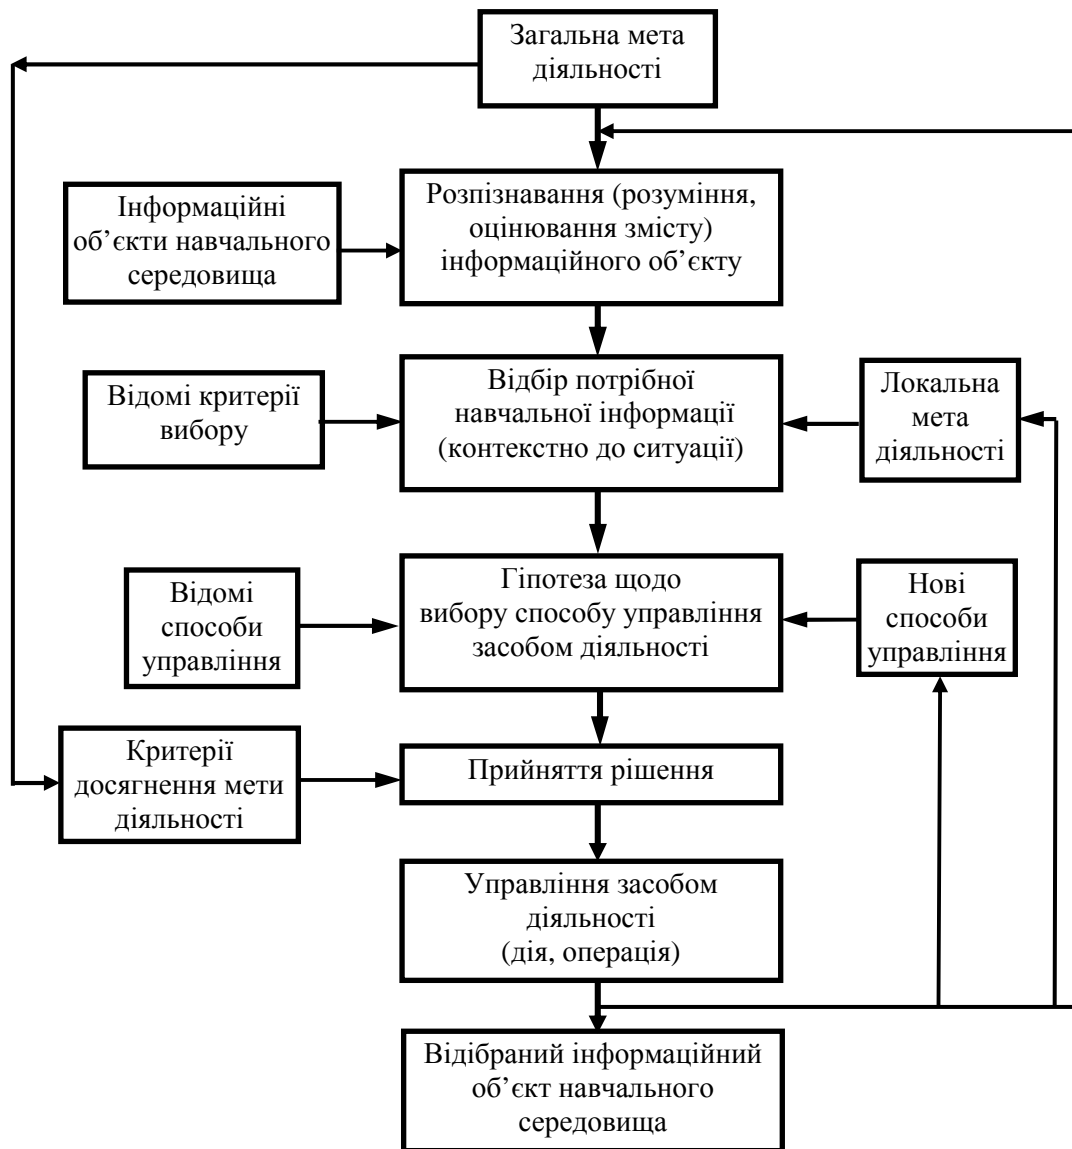 Загальна мета
діяльності
Інформаційні
об’єкти навчального
середовища
Розпізнавання (розуміння,
оцінювання змісту)
інформаційного об’єкту
Відомі критерії
вибору
Відбір потрібної
навчальної інформації
(контекстно до ситуації)
Локальна
мета
діяльності
Відомі
способи
управління
Гіпотеза щодо
вибору способу управління
засобом діяльності
Нові
способи
управління
Критерії
досягнення мети
діяльності
Прийняття рішення
Управління засобом
діяльності
(дія, операція)
Відібраний інформаційний
об’єкт навчального
середовища